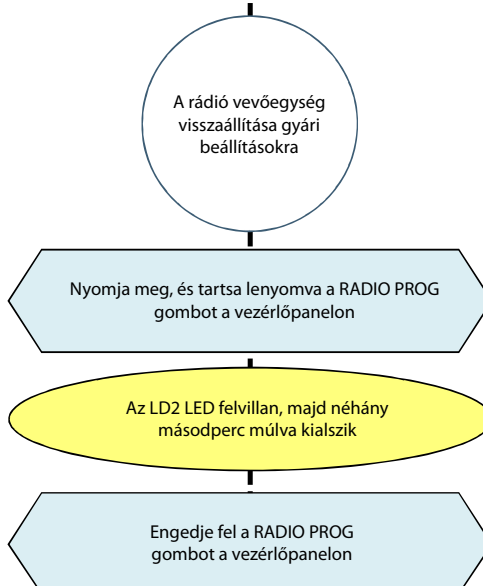 A rádió vevőegység
visszaállítása gyári
beállításokra
Nyomja meg, és tartsa lenyomva a RADIO PROG
gombot a vezérlőpanelon
Az LD2 LED felvillan, majd néhány
másodperc múlva kialszik
Engedje fel a RADIO PROG
gombot a vezérlőpanelon